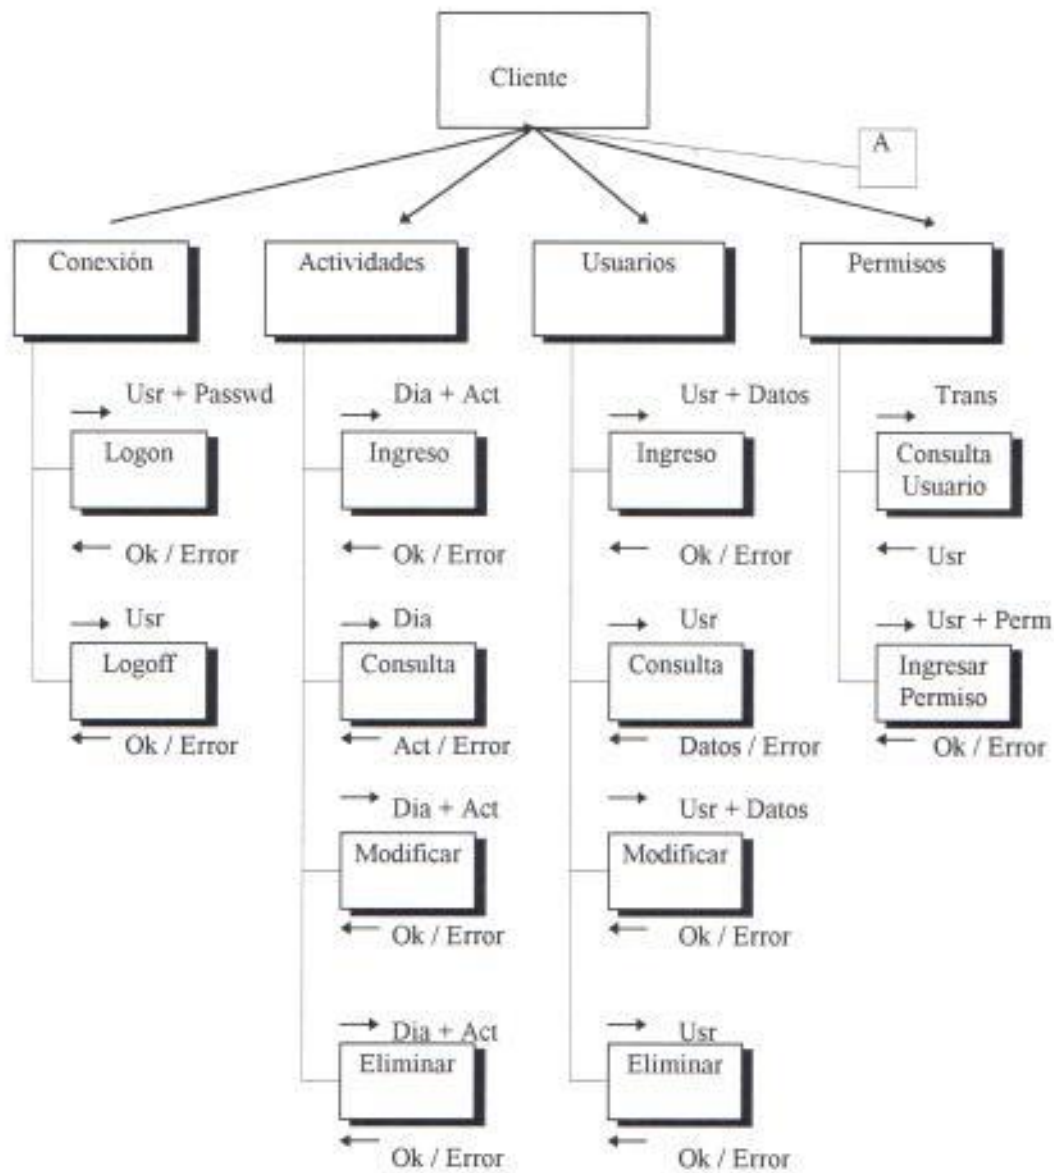 Cliente
A
Conexión
Actividades
Usuarios
Permisos
Usr + Passwd
Dia + Act
Usr + Datos
Trans
Logon
Ingreso
Ingreso
Consulta
Usuario
Ok / Error
Ok / Error
Ok / Error
Usr
Usr
Dia
Usr
Usr + Perm
Logoff
Consulta
Consulta
Ingresar
Permiso
Ok / Error
Act / Error
Datos / Error
Ok / Error
Dia + Act
Usr + Datos
Modificar
Modificar
Ok / Error
Ok / Error
Dia + Act
Usr
Eliminar
Eliminar
Ok / Error
Ok / Error